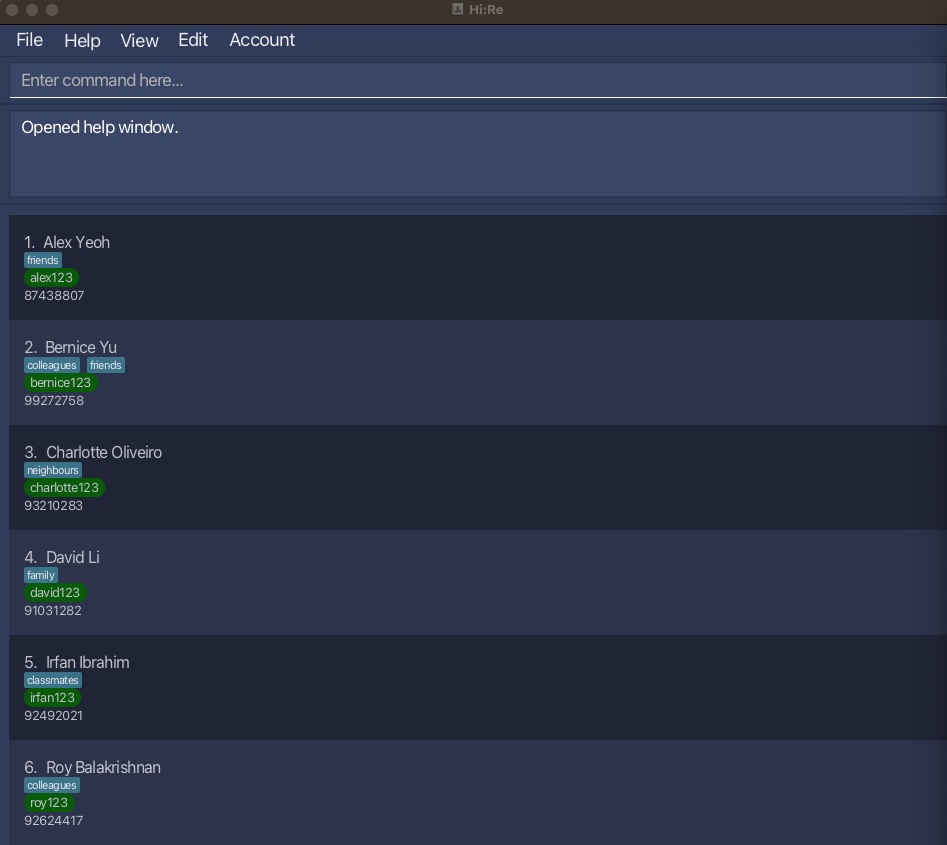 Hi:Re
File Help View Edit Account
Enter command here...
Opened help window.
1. Alex Yeoh
friends
alex123
87438807
2. Bernice Yu
colleagues friends
bernice123
99272758
3. Charlotte Oliveiro
neighbours
charlotte123
93210283
4. David Li
family
david123
91031282
5. Irfan Ibrahim
classmates
irfan123
92492021
6. Roy Balakrishnan
colleagues
roy123
92624417